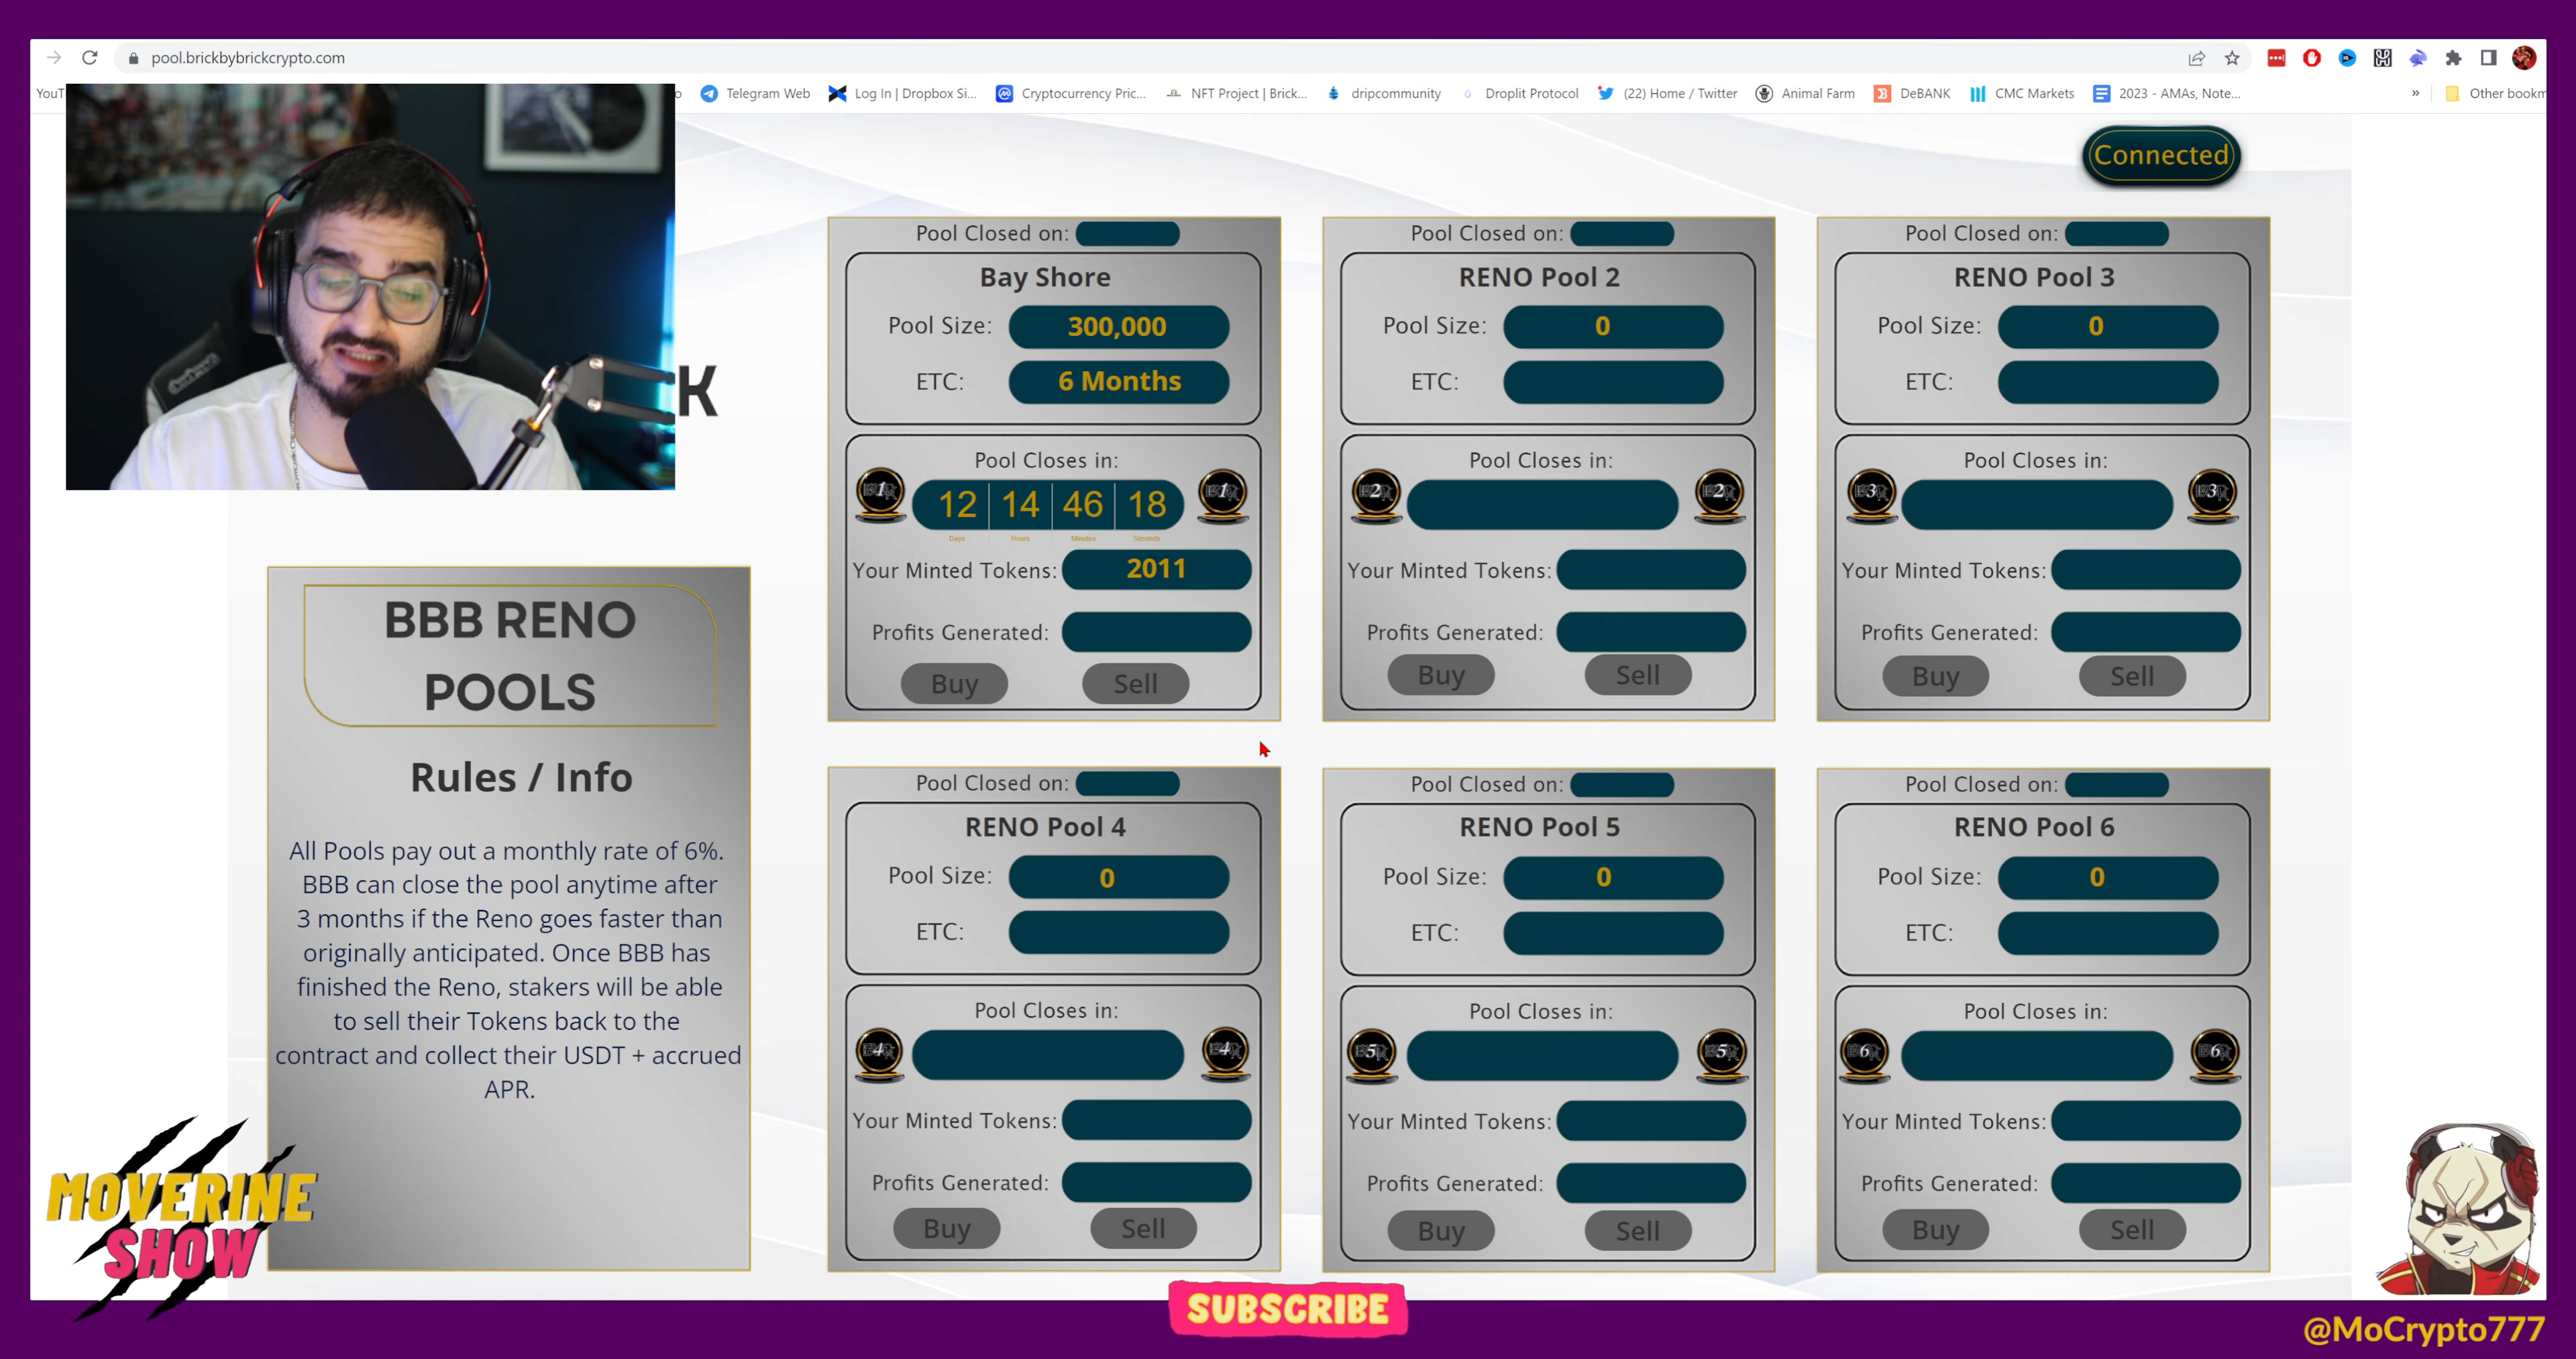 pool.brickbybrickcrypto.com
Telegram Web
Log In | Dropbox Si...
Cryptocurrency Pric...
NFT Project | Brick...
dripcommunity
Droplit Protocol
(22) Home / Twitter
Animal Farm
DeBANK
CMC Markets
2023 - AMAs, Note...
»
Connected
K
BBB RENO
POOLS
Rules / Info
All Pools pay out a monthly rate of 6%.
BBB can close the pool anytime after
3 months if the Reno goes faster than
originally anticipated. Once BBB has
finished the Reno, stakers will be able
to sell their Tokens back to the
contract and collect their USDT + accrued
APR.
Pool Closed on:
Bay Shore
Pool Size: 300,000
ETC: 6 Months
Pool Closes in:
12 14 46 18
Days Hours Minutes Seconds
Your Minted Tokens: 2011
Profits Generated:
Buy Sell
Pool Closed on:
RENO Pool 2
Pool Size: 0
ETC:
Pool Closes in:
Your Minted Tokens:
Profits Generated:
Buy Sell
Pool Closed on:
RENO Pool 3
Pool Size: 0
ETC:
Pool Closes in:
Your Minted Tokens:
Profits Generated:
Buy Sell
Pool Closed on:
RENO Pool 4
Pool Size: 0
ETC:
Pool Closes in:
Your Minted Tokens:
Profits Generated:
Buy Sell
Pool Closed on:
RENO Pool 5
Pool Size: 0
ETC:
Pool Closes in:
Your Minted Tokens:
Profits Generated:
Buy Sell
Pool Closed on:
RENO Pool 6
Pool Size: 0
ETC:
Pool Closes in:
Your Minted Tokens:
Profits Generated:
Buy Sell
MOVERINE
SHOW
SUBSCRIBE
@MoCrypto777